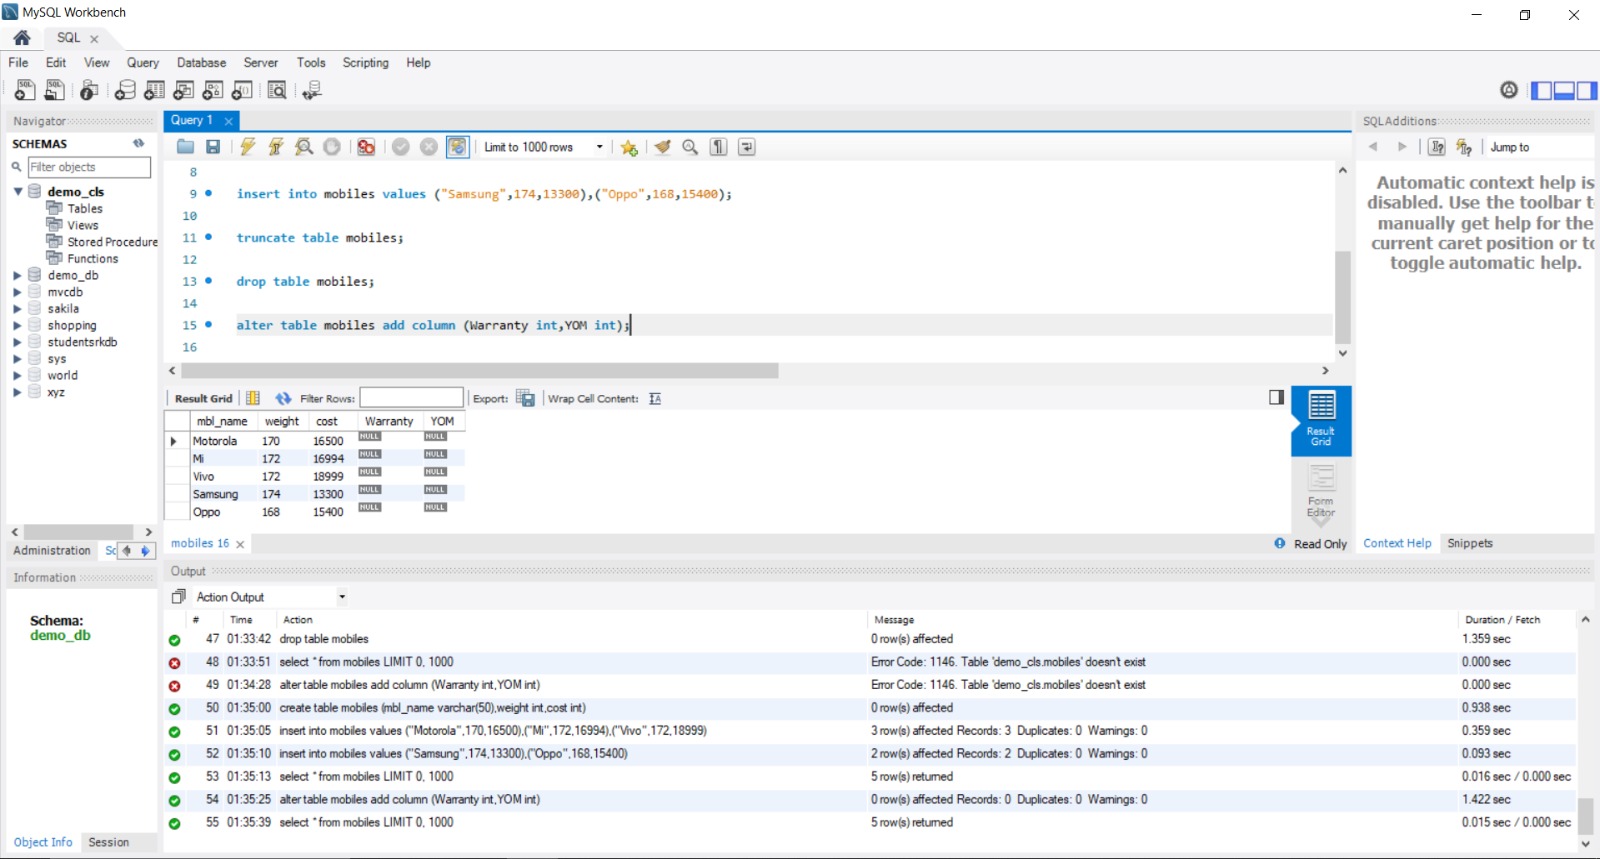 MySQL Workbench
SQL
File Edit View Query Database Server Tools Scripting Help
Navigator
SCHEMAS
Filter objects
demo_cls
Tables
Views
Stored Procedure
Functions
demo_db
mvcdb
sakila
shopping
studentsrkdb
sys
world
xyz
Administration Sc
Information
Schema:
demo_db
Object Info Session
Query 1
Limit to 1000 rows
8
9 insert into mobiles values ("Samsung",174,13300),("Oppo",168,15400);
10
11 truncate table mobiles;
12
13 drop table mobiles;
14
15 alter table mobiles add column (Warranty int,YOM int);
16
Result Grid Filter Rows: Export: Wrap Cell Content:
mbl_name weight cost Warranty YOM
Motorola 170 16500 NULL NULL
Mi 172 16994 NULL NULL
Vivo 172 18999 NULL NULL
Samsung 174 13300 NULL NULL
Oppo 168 15400 NULL NULL
Result
Grid
Form
Editor
mobiles 16
Read Only
SQLAdditions
Jump to
Automatic context help is
disabled. Use the toolbar t
manually get help for the
current caret position or to
toggle automatic help.
Context Help Snippets
Output
Action Output
# Time Action Message Duration / Fetch
47 01:33:42 drop table mobiles 0 row(s) affected 1.359 sec
48 01:33:51 select * from mobiles LIMIT 0, 1000 Error Code: 1146. Table 'demo_cls.mobiles' doesn't exist 0.000 sec
49 01:34:28 alter table mobiles add column (Warranty int,YOM int) Error Code: 1146. Table 'demo_cls.mobiles' doesn't exist 0.000 sec
50 01:35:00 create table mobiles (mbl_name varchar(50),weight int,cost int) 0 row(s) affected 0.938 sec
51 01:35:05 insert into mobiles values ("Motorola",170,16500),("Mi",172,16994),("Vivo",172,18999) 3 row(s) affected Records: 3 Duplicates: 0 Warnings: 0 0.359 sec
52 01:35:10 insert into mobiles values ("Samsung",174,13300),("Oppo",168,15400) 2 row(s) affected Records: 2 Duplicates: 0 Warnings: 0 0.093 sec
53 01:35:13 select * from mobiles LIMIT 0, 1000 5 row(s) returned 0.016 sec / 0.000 sec
54 01:35:25 alter table mobiles add column (Warranty int,YOM int) 0 row(s) affected Records: 0 Duplicates: 0 Warnings: 0 1.422 sec
55 01:35:39 select * from mobiles LIMIT 0, 1000 5 row(s) returned 0.015 sec / 0.000 sec